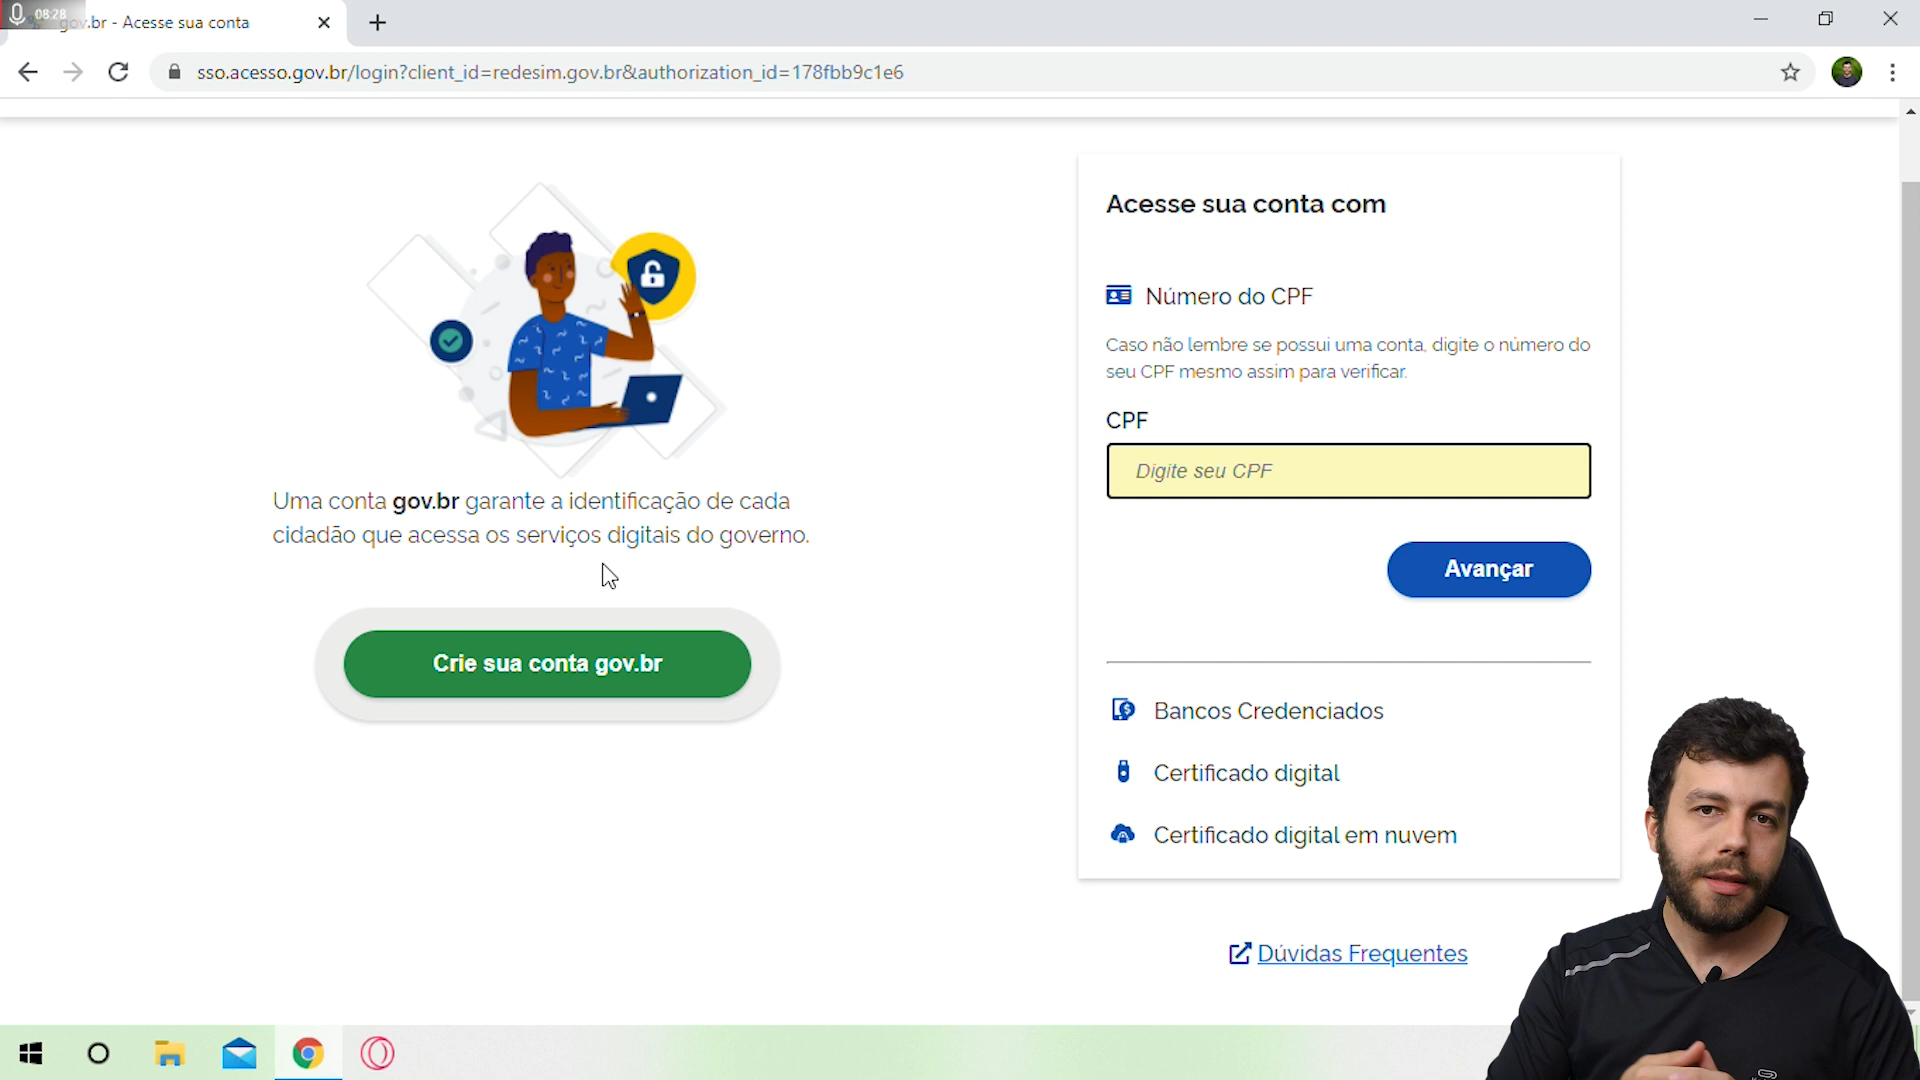 08:28
gov.br - Acesse sua conta
sso.acesso.gov.br/login?client_id=redesim.gov.br&authorization_id=178fbb9c1e6
Uma conta gov.br garante a identificação de cada
cidadão que acessa os serviços digitais do governo.
Crie sua conta gov.br
Acesse sua conta com
Número do CPF
Caso não lembre se possui uma conta, digite o número do
seu CPF mesmo assim para verificar.
CPF
Digite seu CPF
Avançar
Bancos Credenciados
Certificado digital
Certificado digital em nuvem
Dúvidas Frequentes